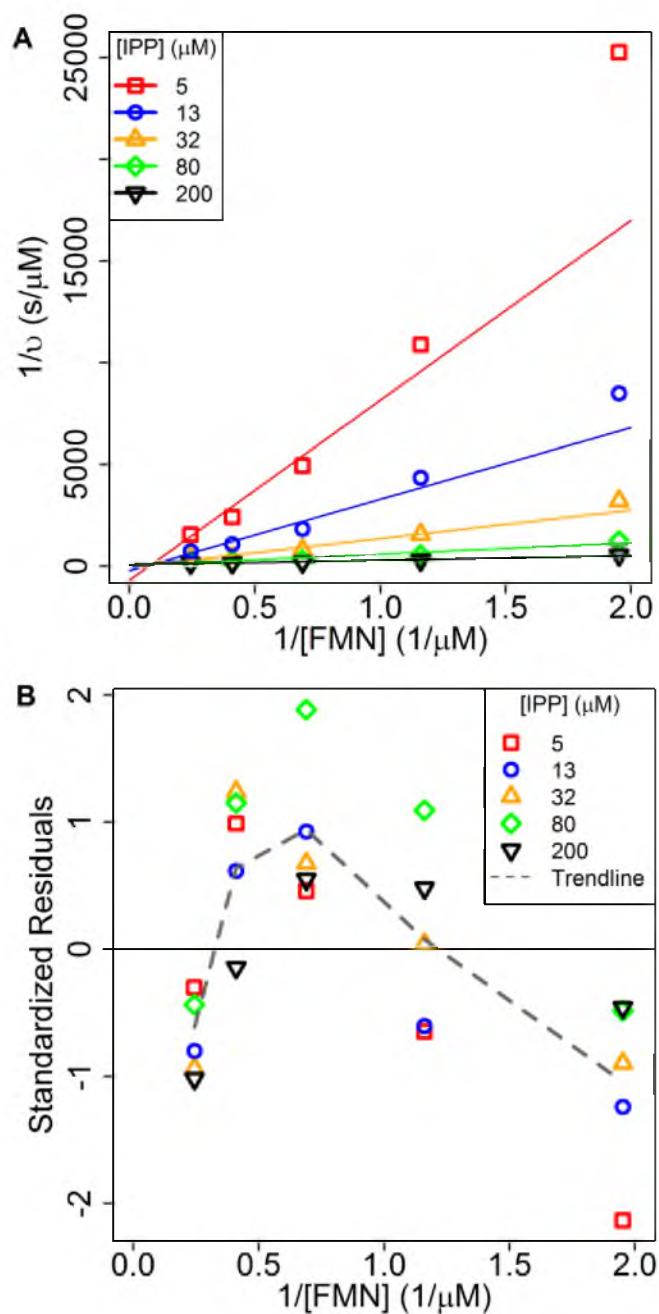 A
[IPP] (μM)
5
13
32
80
200
25000
15000
5000
0
1/υ (s/μM)
0.0 0.5 1.0 1.5 2.0
1/[FMN] (1/μM)
B
[IPP] (μM)
5
13
32
80
200
Trendline
2
1
0
-1
-2
Standardized Residuals
0.0 0.5 1.0 1.5 2.0
1/[FMN] (1/μM)